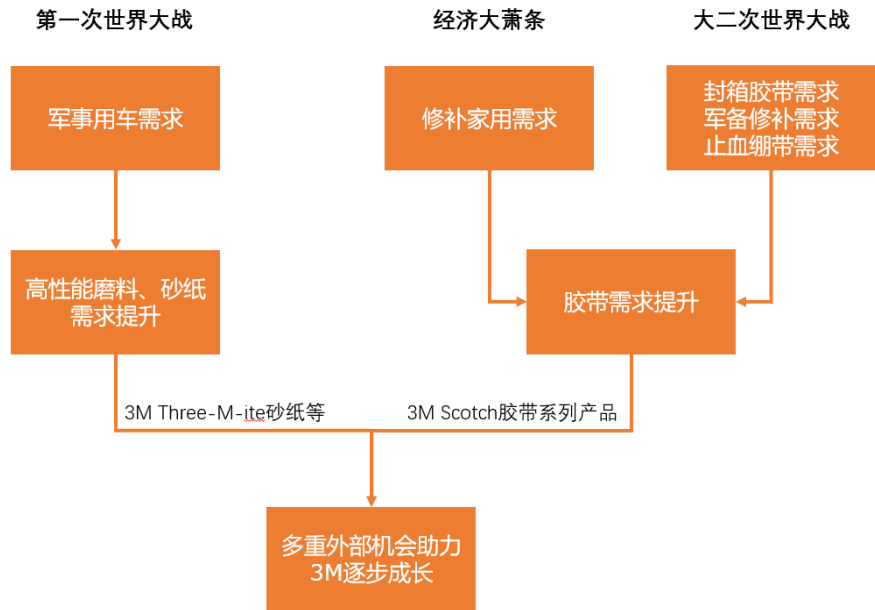 第一次世界大战
经济大萧条
大二次世界大战
军事用车需求
修补家用需求
封箱胶带需求
军备修补需求
止血绷带需求
高性能磨料、砂纸
需求提升
胶带需求提升
3M Three-M-ite砂纸等
3M Scotch胶带系列产品
多重外部机会助力
3M逐步成长